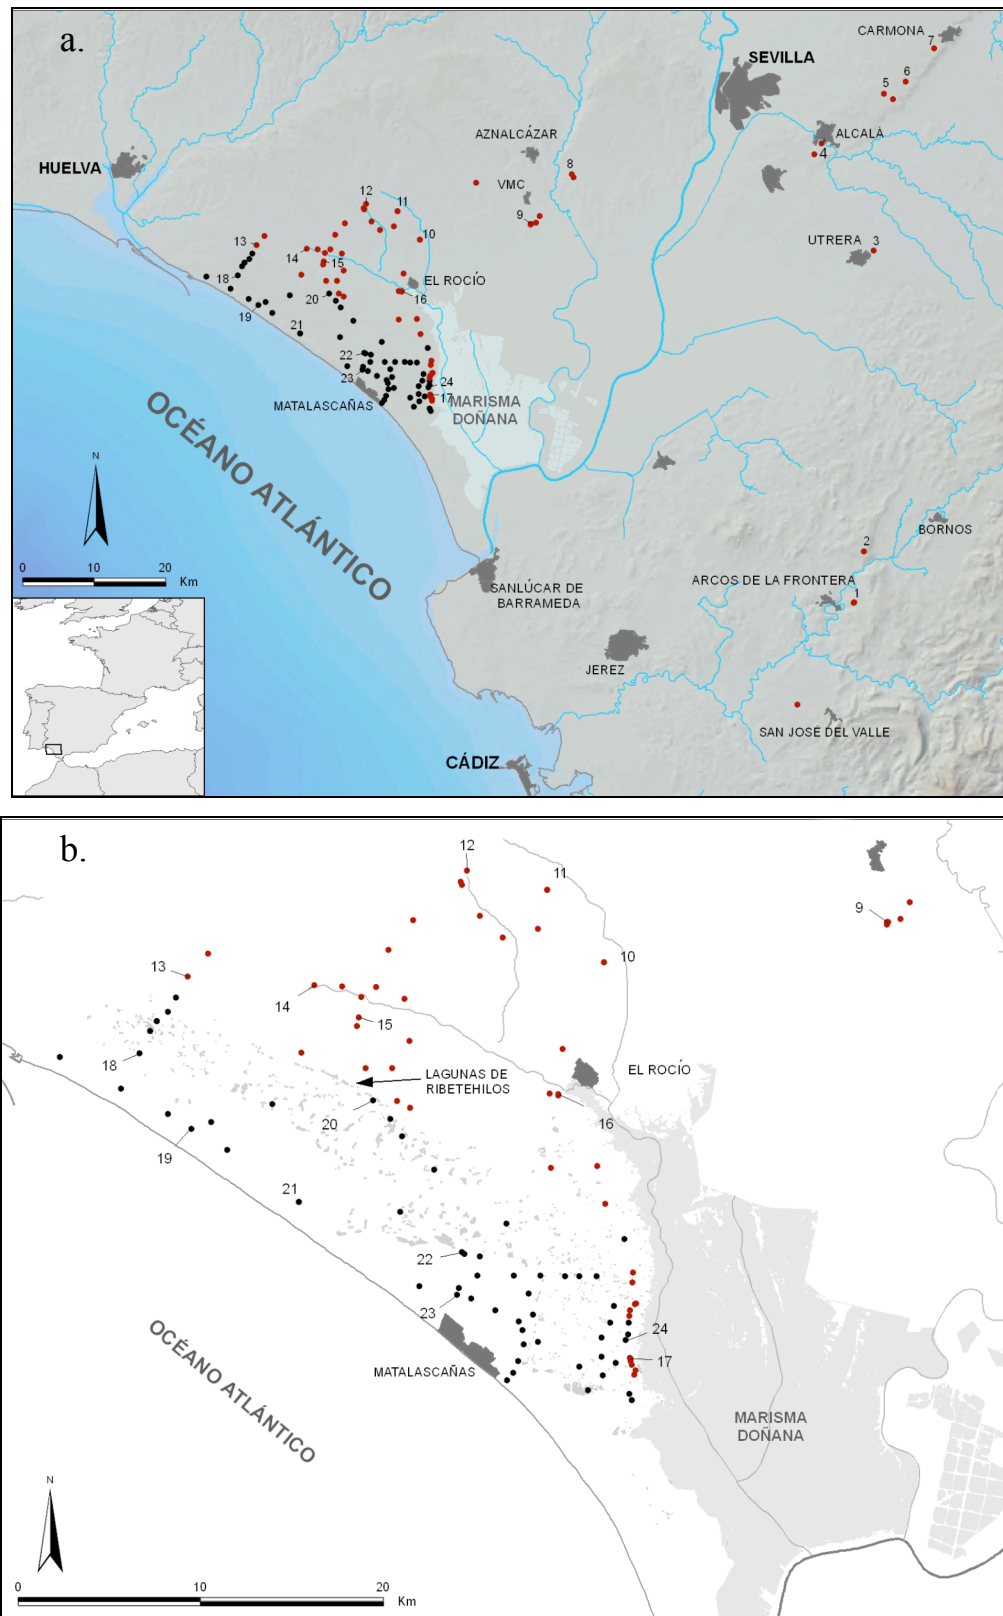 a.
CARMONA
7
SEVILLA
6
5
ALCALÁ
4
AZNALCÁZAR
8
HUELVA
VMC
12
11
9
10
UTRERA
3
13
14
15
EL ROCÍO
18
20
16
19
21
22
23
24
17
MARISMA
DOÑANA
MATALASCAÑAS
OCÉANO ATLÁNTICO
N
BORNOS
2
0 10 20
Km
ARCOS DE LA FRONTERA
1
SANLÚCAR DE
BARRAMEDA
JEREZ
SAN JOSÉ DEL VALLE
CÁDIZ
b.
12
11
9
10
13
14
15
18
LAGUNAS DE
RIBETEHILOS
EL ROCÍO
20
16
19
21
22
23
24
17
MATALASCAÑAS
OCÉANO ATLÁNTICO
MARISMA
DOÑANA
N
0 10 20
Km